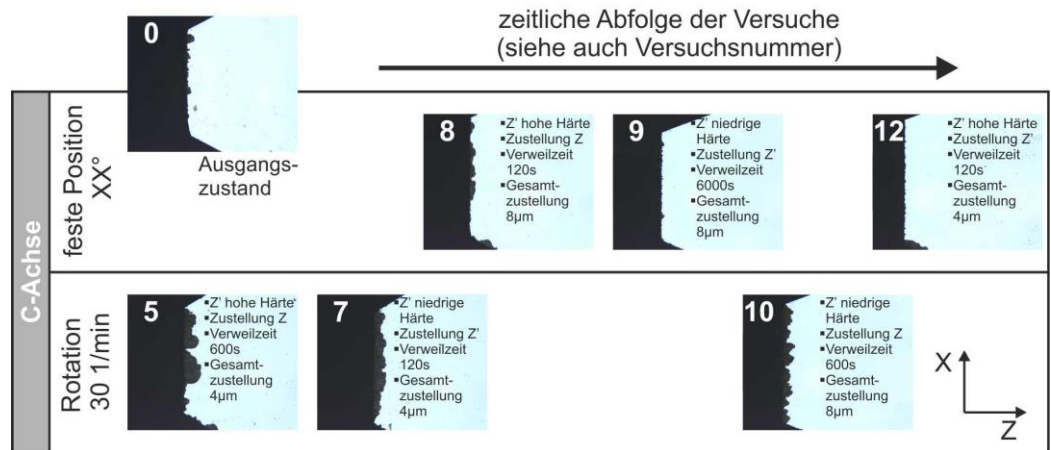 zeitliche Abfolge der Versuche
(siehe auch Versuchsnummer)
0
Ausgangs-
zustand
C-Achse
feste Position
XX°
8
▪Z' hohe Härte
▪Zustellung Z
▪Verweilzeit
120s
▪Gesamt-
zustellung
8µm
9
▪Z' niedrige
Härte
▪Zustellung Z'
▪Verweilzeit
6000s
▪Gesamt-
zustellung
8µm
12
▪Z' hohe Härte
▪Zustellung Z'
▪Verweilzeit
120s
▪Gesamt-
zustellung
4µm
Rotation
30 1/min
5
▪Z' hohe Härte
▪Zustellung Z
▪Verweilzeit
600s
▪Gesamt-
zustellung
4µm
7
▪Z' niedrige
Härte
▪Zustellung Z'
▪Verweilzeit
120s
▪Gesamt-
zustellung
4µm
10
▪Z' niedrige
Härte
▪Zustellung Z
▪Verweilzeit
600s
▪Gesamt-
zustellung
8µm
X
Z